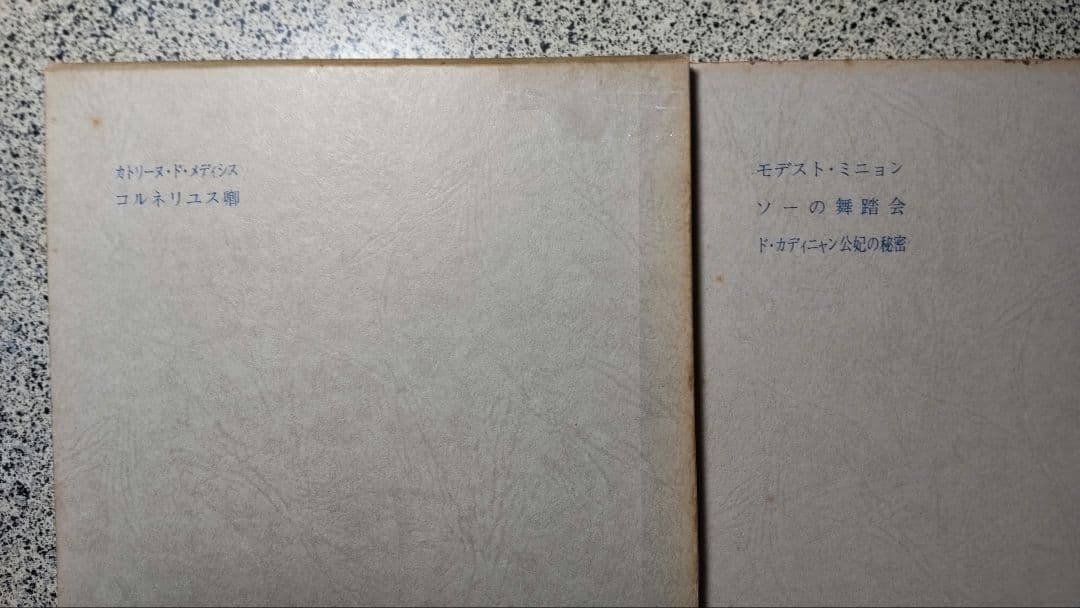 カトリーヌ・ド・メディシス
コルネリユス卿
モデスト・ミニョン
ソーの舞踏会
ド・カディニャン公妃の秘密